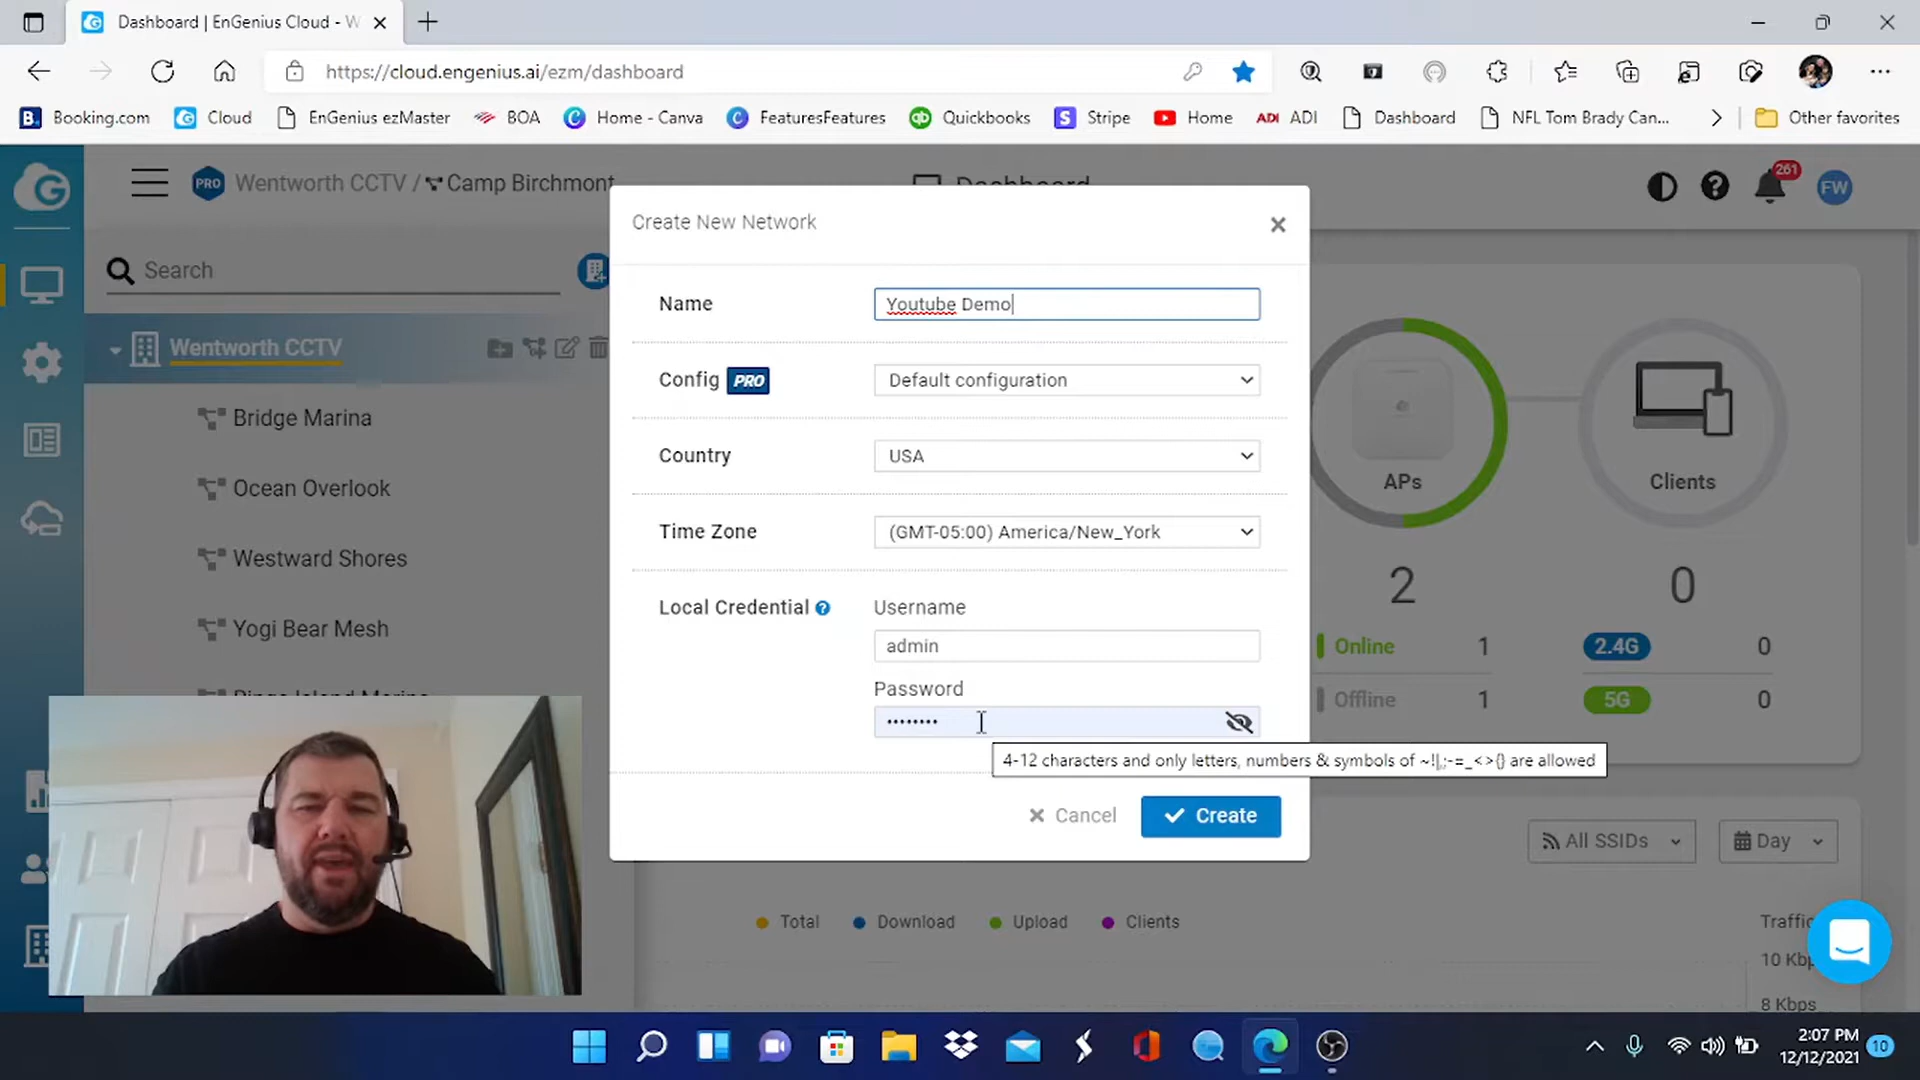 Dashboard | EnGenius Cloud - W
https://cloud.engenius.ai/ezm/dashboard
Booking.com Cloud EnGenius ezMaster BOA Home - Canva FeaturesFeatures Quickbooks Stripe Home ADI ADI Dashboard NFL Tom Brady Can... Other favorites
PRO Wentworth CCTV / Camp Birchmont
Dashboard
261
FW
Search
Wentworth CCTV
Bridge Marina
Ocean Overlook
Westward Shores
Yogi Bear Mesh
Create New Network
Name Youtube Demo
Config PRO Default configuration
Country USA
Time Zone (GMT-05:00) America/New_York
Local Credential Username
admin
Password
••••••••
4-12 characters and only letters, numbers & symbols of ~!|,;-=_<>{} are allowed
Cancel Create
APs Clients
2 0
Online 1 2.4G 0
Offline 1 5G 0
All SSIDs Day
Total Download Upload Clients
10 Kbp
8 Kbps
2:07 PM
12/12/2021 10